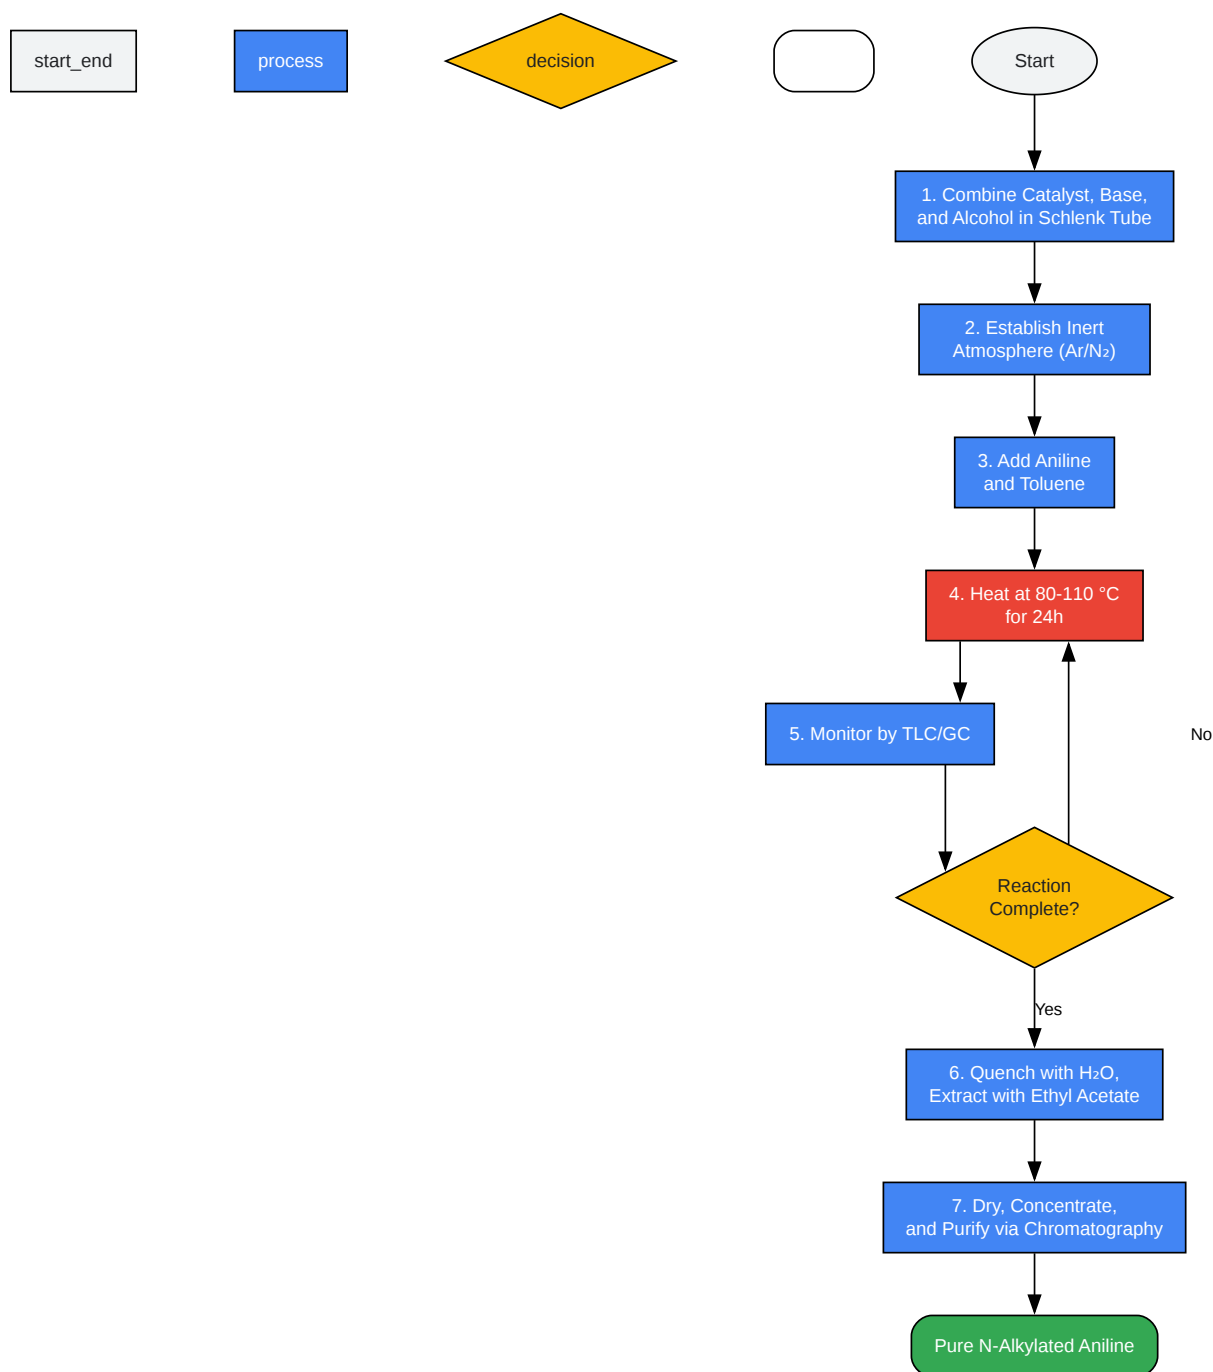 start_end
process
decision
Start
1. Combine Catalyst, Base,
and Alcohol in Schlenk Tube
2. Establish Inert
Atmosphere (Ar/N₂)
3. Add Aniline
and Toluene
4. Heat at 80-110 °C
for 24h
5. Monitor by TLC/GC
No
Reaction
Complete?
Yes
6. Quench with H₂O,
Extract with Ethyl Acetate
7. Dry, Concentrate,
and Purify via Chromatography
Pure N-Alkylated Aniline